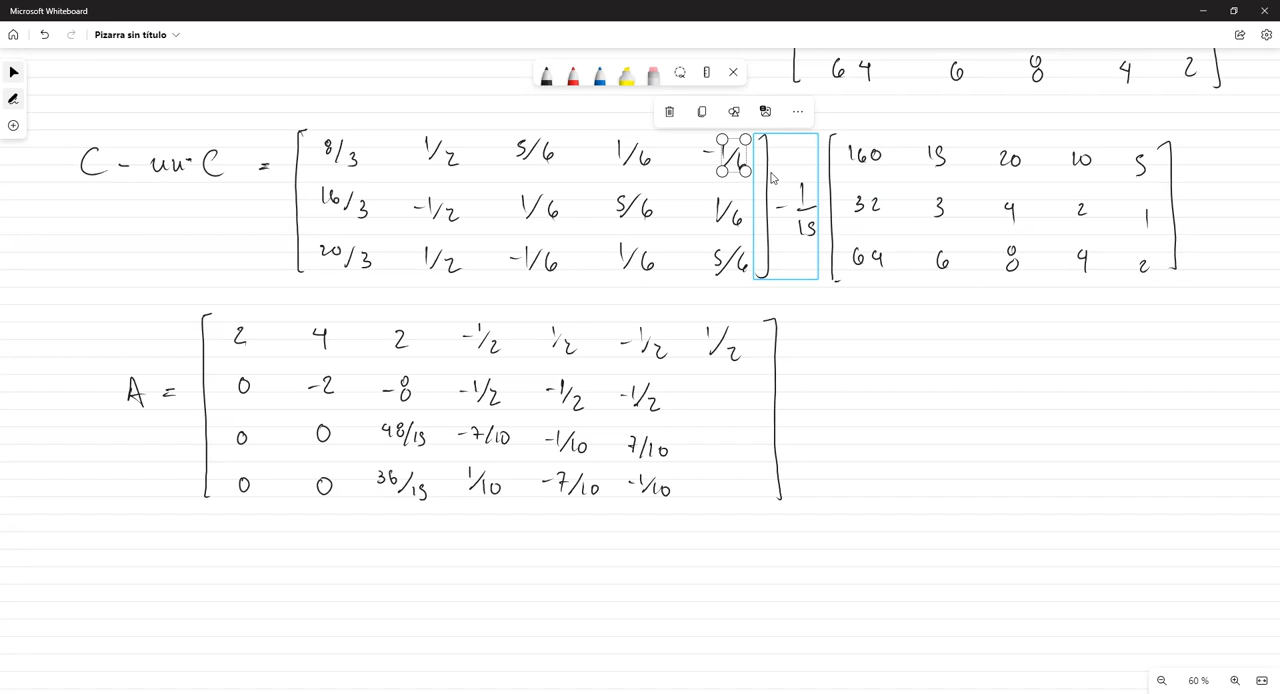 Microsoft Whiteboard
Pizarra sin título
64 6 8 4 2
C - uu* C = [ 8/3 1/2 5/6 1/6 -1/6 ] - 1/15 [ 160 15 20 10 5 ]
16/3 -1/2 1/6 5/6 1/6 32 3 4 2 1
20/3 1/2 -1/6 1/6 5/6 64 6 8 4 2
A = [ 2 4 2 -1/2 1/2 -1/2 1/2 ]
0 -2 -8 -1/2 -1/2 -1/2
0 0 48/15 -7/10 -1/10 7/10
0 0 36/15 1/10 -7/10 -1/10
60 %